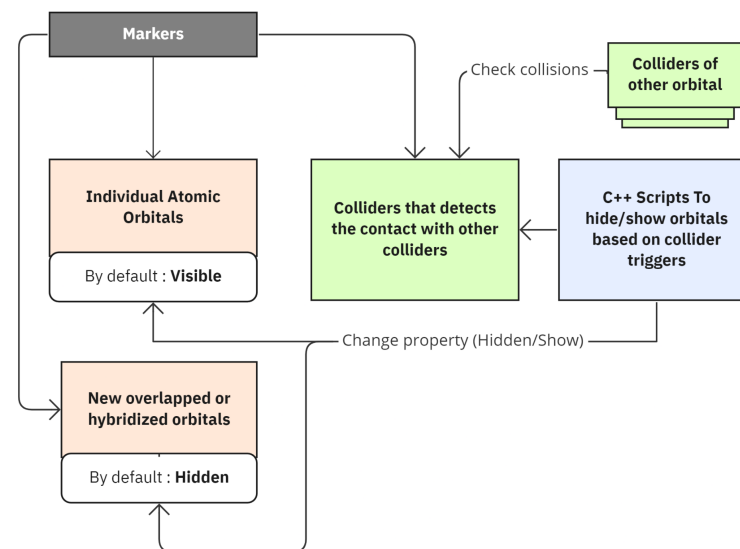 Markers
Check collisions
Colliders of
other orbital
Individual Atomic
Orbitals
By default : Visible
Colliders that detects
the contact with other
colliders
C++ Scripts To
hide/show orbitals
based on collider
triggers
Change property (Hidden/Show)
New overlapped or
hybridized orbitals
By default : Hidden